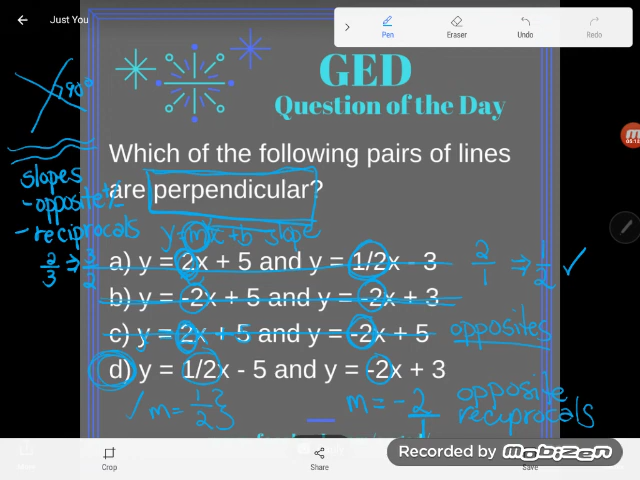 Just You
Pen
Eraser
Undo
Redo
GED
Question of the Day
90°
Which of the following pairs of lines
are perpendicular?
slopes
- opposite +/-
- reciprocals
2/3 ⇒ 3/2
y = mx + b slope
a) y = 2x + 5 and y = 1/2x - 3
2/1 ⇒ 1/2 ✓
b) y = -2x + 5 and y = -2x + 3
c) y = 2x + 5 and y = -2x + 5
opposites
d) y = 1/2x - 5 and y = -2x + 3
m = 1/2
m = -2/1
opposite
reciprocals
Crop
Share
Save
Recorded by mobizen